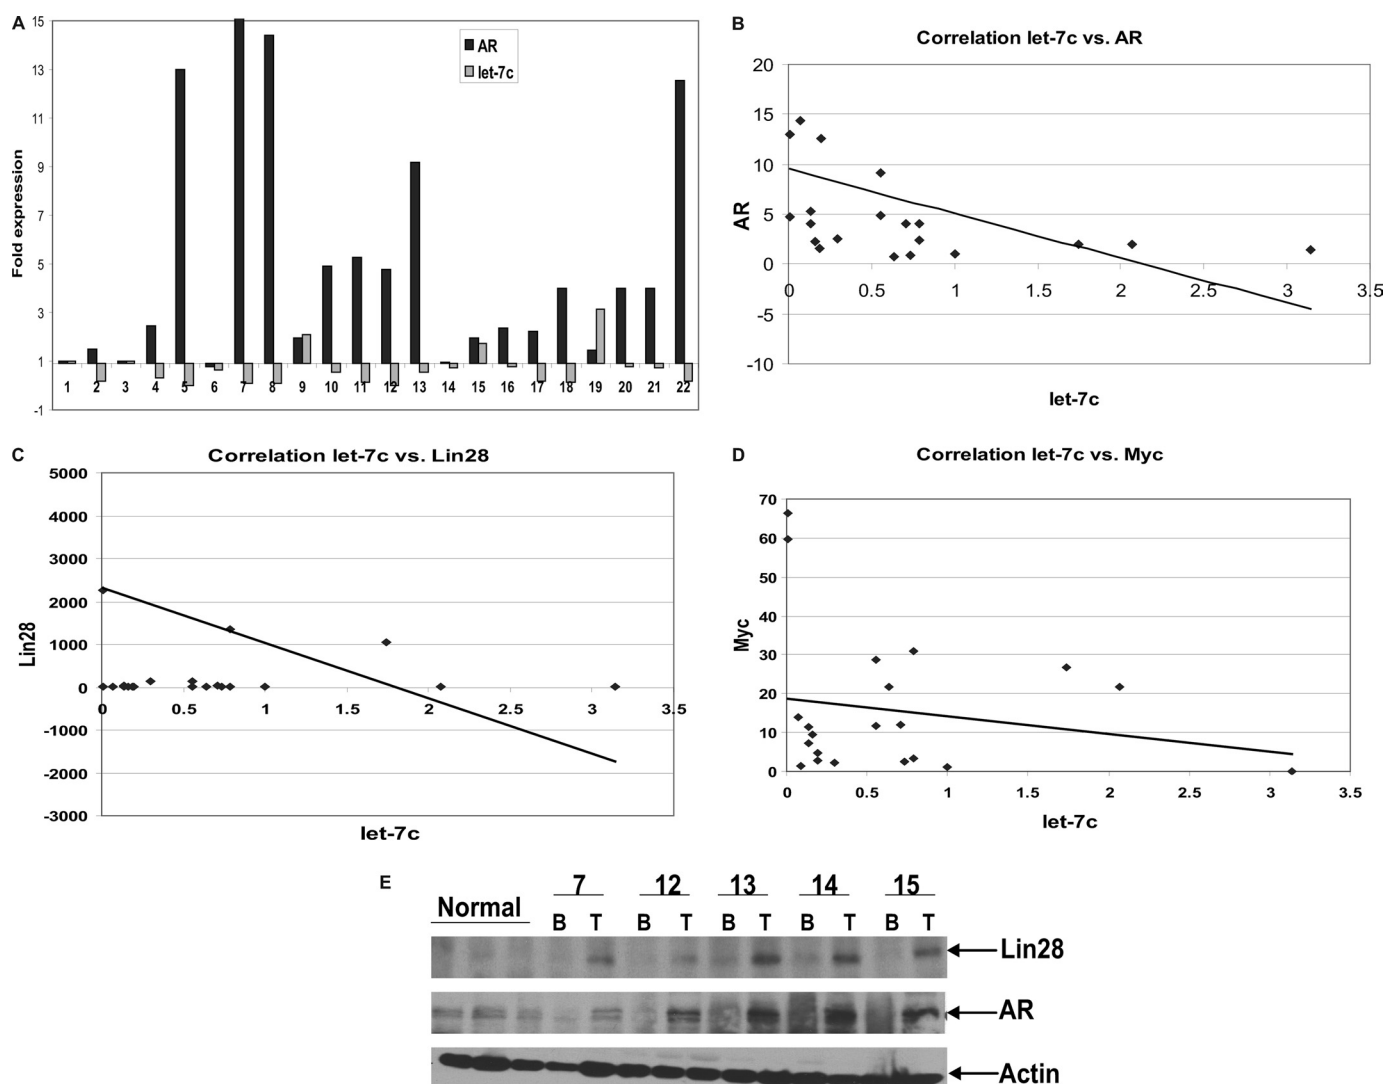 A
15
13
11
9
7
5
3
1
-1
Fold expression
AR
let-7c
1 2 3 4 5 6 7 8 9 10 11 12 13 14 15 16 17 18 19 20 21 22
B
Correlation let-7c vs. AR
20
15
10
5
0
-5
-10
AR
0 0.5 1 1.5 2 2.5 3 3.5
let-7c
C
Correlation let-7c vs. Lin28
5000
4000
3000
2000
1000
0
-1000
-2000
-3000
Lin28
0 0.5 1 1.5 2 2.5 3 3.5
let-7c
D
Correlation let-7c vs. Myc
70
60
50
40
30
20
10
0
Myc
0 0.5 1 1.5 2 2.5 3 3.5
let-7c
E
Normal 7 12 13 14 15
B T B T B T B T B T
Lin28
AR
Actin